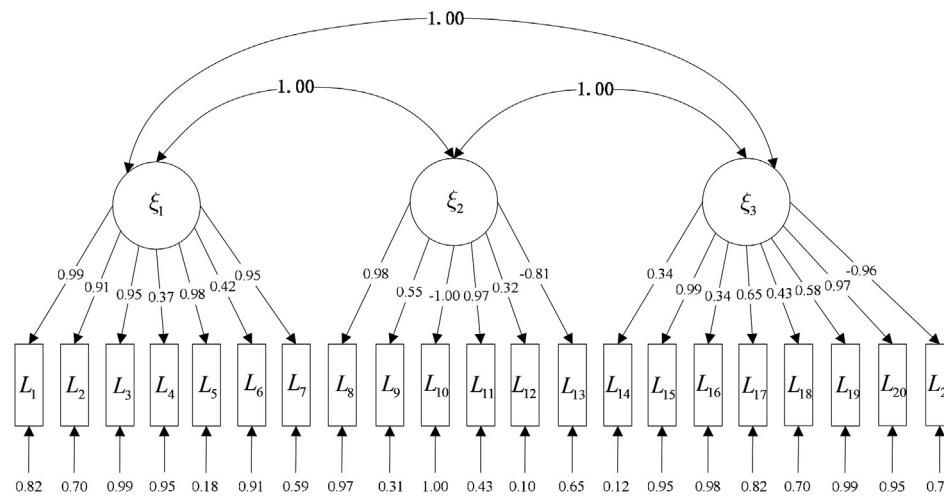 1.00
1.00 1.00
ξ1 ξ2 ξ3
0.99 0.91 0.95 0.37 0.98 0.42 0.95 0.98 0.55 -1.00 0.97 0.32 -0.81 0.34 0.99 0.34 0.65 0.43 0.58 0.97 -0.96
L1 L2 L3 L4 L5 L6 L7 L8 L9 L10 L11 L12 L13 L14 L15 L16 L17 L18 L19 L20
0.82 0.70 0.99 0.95 0.18 0.91 0.59 0.97 0.31 1.00 0.43 0.10 0.65 0.12 0.95 0.98 0.82 0.70 0.99 0.95